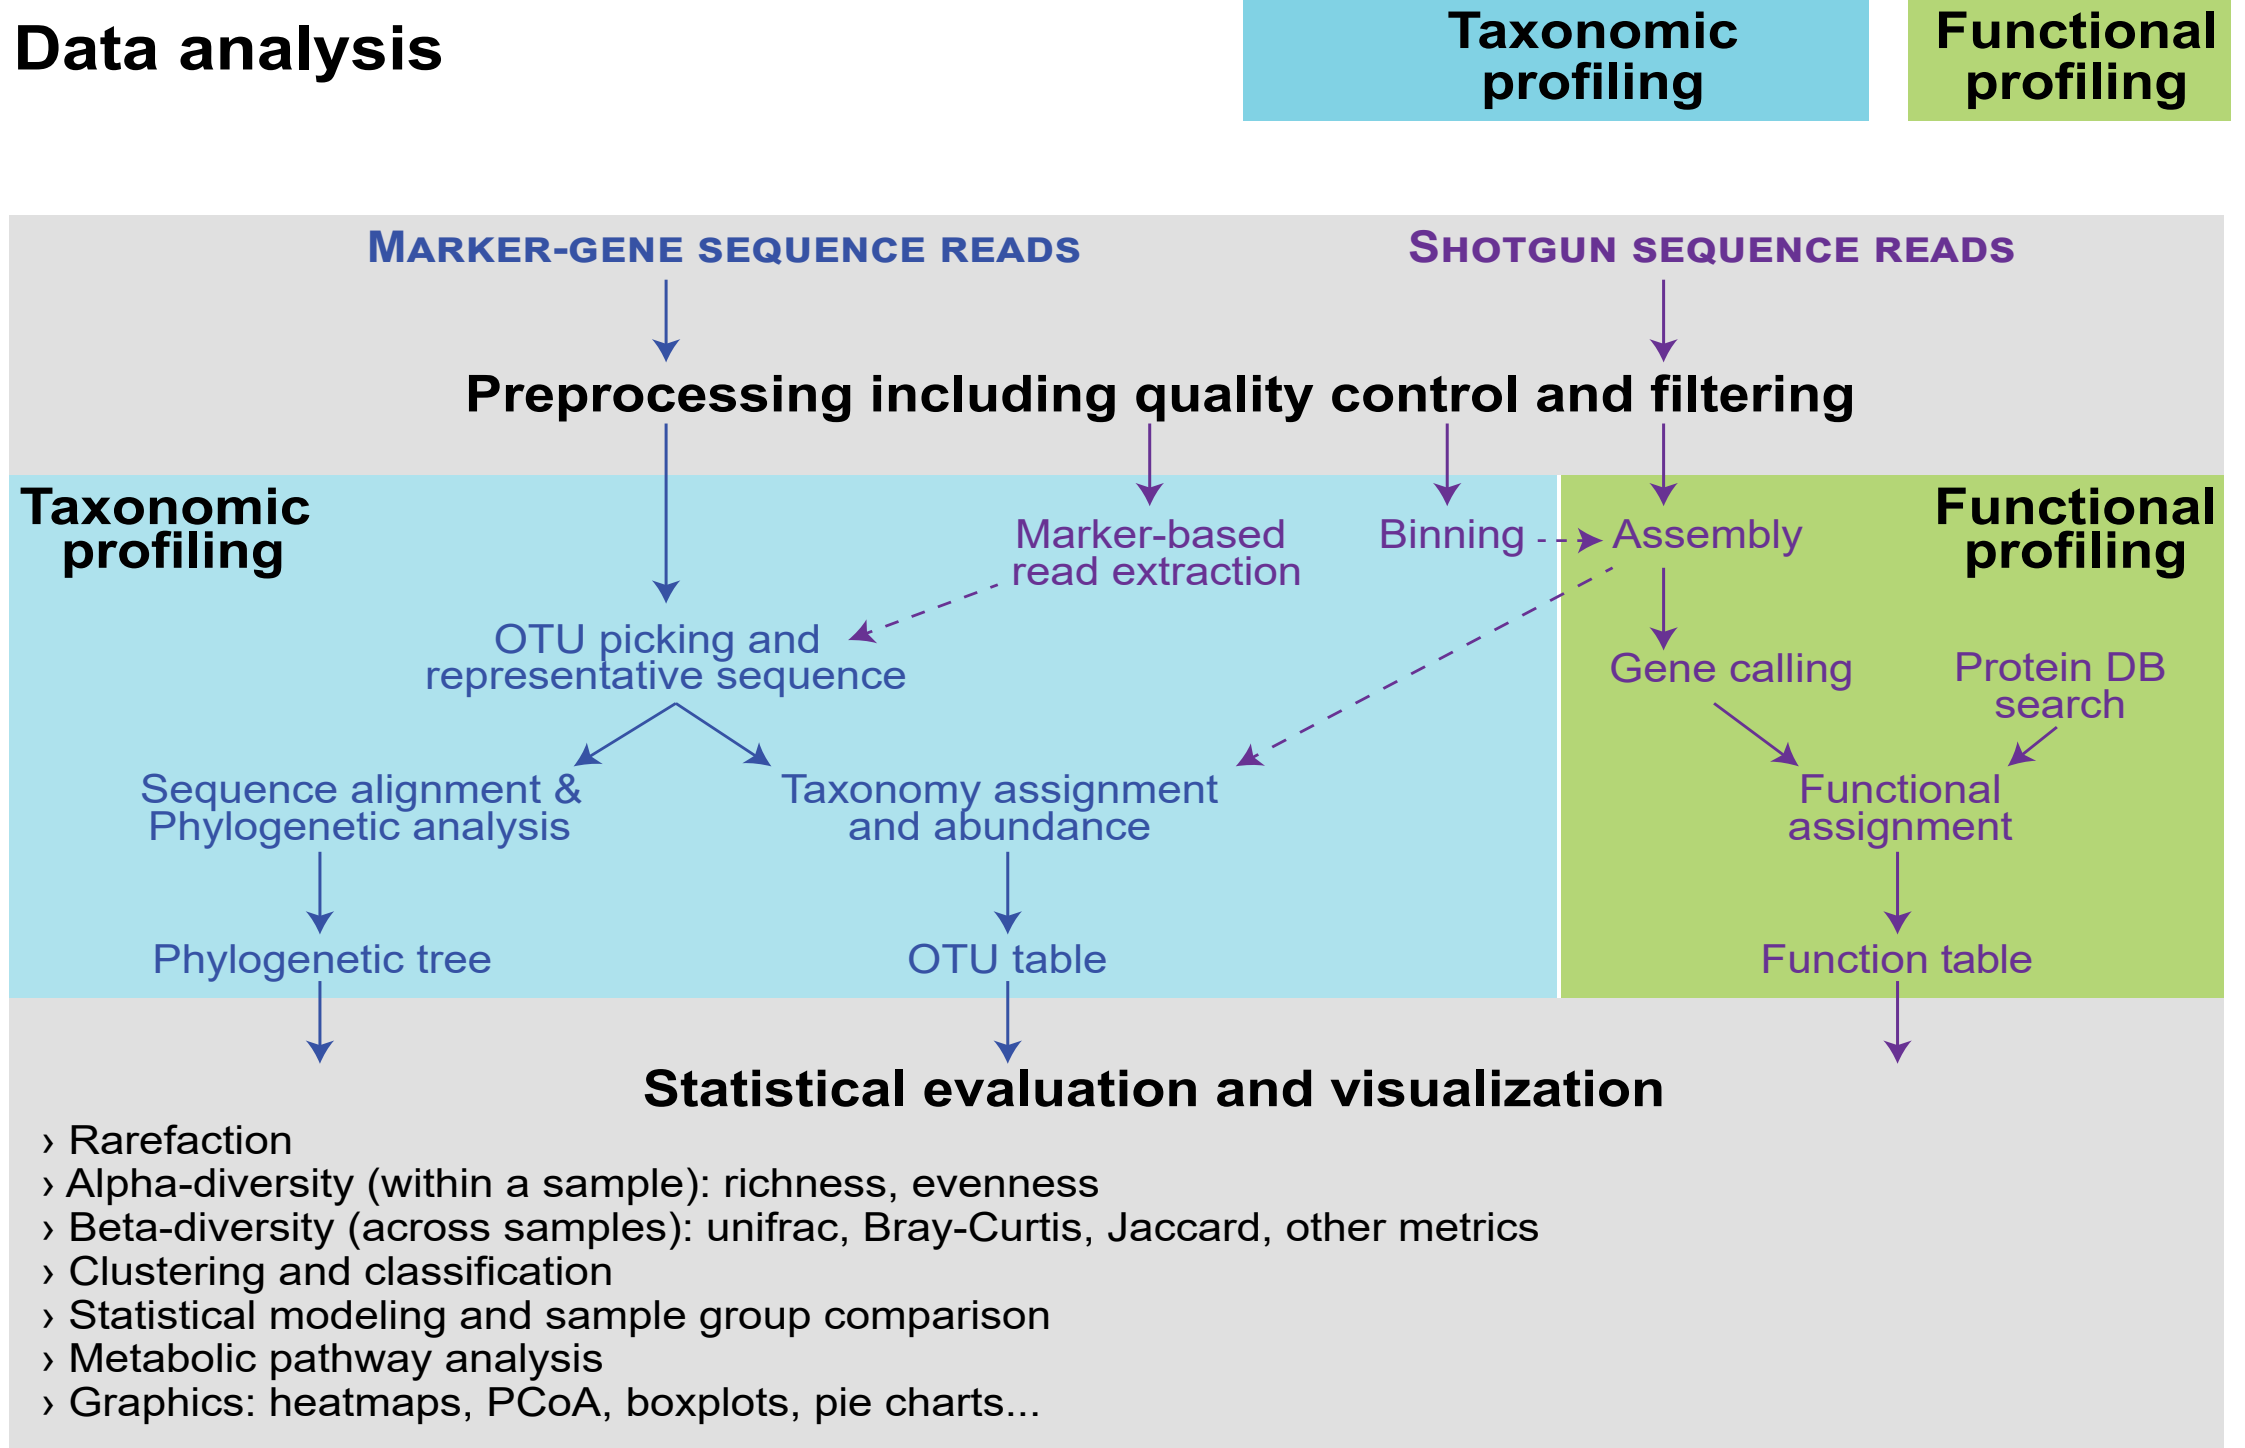 Data analysis
Taxonomic
profiling
Functional
profiling
MARKER-GENE SEQUENCE READS
SHOTGUN SEQUENCE READS
Preprocessing including quality control and filtering
Taxonomic
profiling
Functional
profiling
Marker-based
read extraction
Binning
Assembly
OTU picking and
representative sequence
Gene calling
Protein DB
search
Sequence alignment &
Phylogenetic analysis
Taxonomy assignment
and abundance
Functional
assignment
Phylogenetic tree
OTU table
Function table
Statistical evaluation and visualization
› Rarefaction
› Alpha-diversity (within a sample): richness, evenness
› Beta-diversity (across samples): unifrac, Bray-Curtis, Jaccard, other metrics
› Clustering and classification
› Statistical modeling and sample group comparison
› Metabolic pathway analysis
› Graphics: heatmaps, PCoA, boxplots, pie charts...